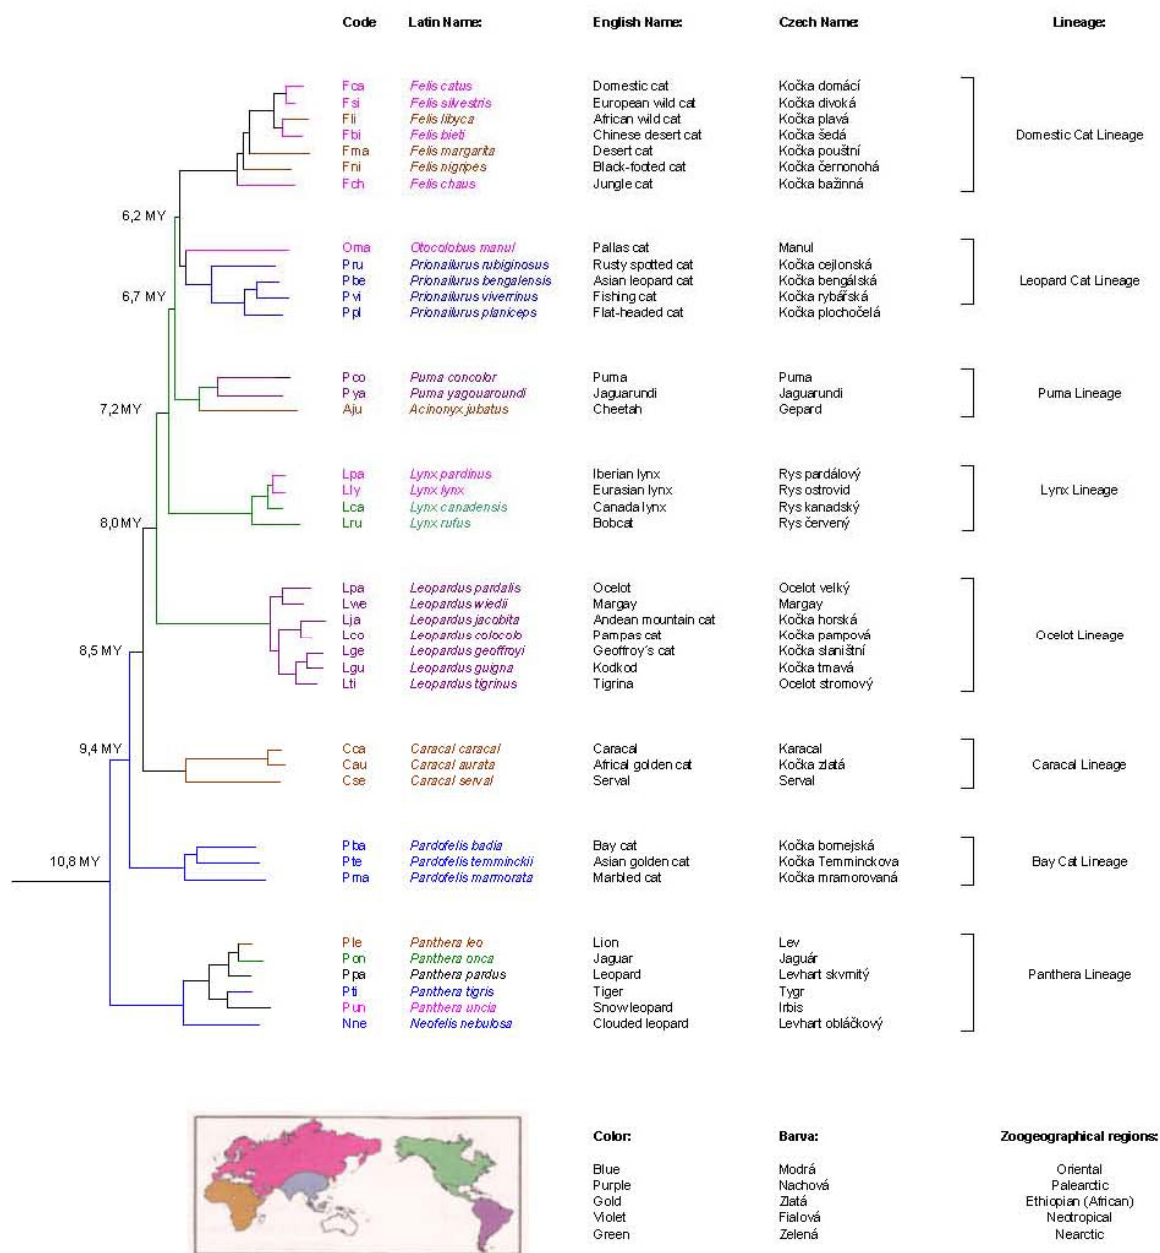 Code Latin Name: English Name: Czech Name: Lineage:
Fca Felis catus Domestic cat Kočka domácí
Fsi Felis silvestris European wild cat Kočka divoká
Fli Felis libyca African wild cat Kočka plavá
Fbi Felis bieti Chinese desert cat Kočka šedá Domestic Cat Lineage
Fma Felis margarita Desert cat Kočka pouštní
Fni Felis nigripes Black-footed cat Kočka černonohá
Fch Felis chaus Jungle cat Kočka bažinná
6,2 MY
Oma Otocolobus manul Pallas cat Manul
Pru Prionailurus rubiginosus Rusty spotted cat Kočka cejlonská
Pbe Prionailurus bengalensis Asian leopard cat Kočka bengálská Leopard Cat Lineage
6,7 MY Pvi Prionailurus viverrinus Fishing cat Kočka rybářská
Ppl Prionailurus planiceps Flat-headed cat Kočka plochočelá
Pco Puma concolor Puma Puma
Pya Puma yagouaroundi Jaguarundi Jaguarundi Puma Lineage
7,2MY Aju Acinonyx jubatus Cheetah Gepard
Lpa Lynx pardinus Iberian lynx Rys pardálový
Lly Lynx lynx Eurasian lynx Rys ostrovid Lynx Lineage
Lca Lynx canadensis Canada lynx Rys kanadský
8,0MY Lru Lynx rufus Bobcat Rys červený
Lpa Leopardus pardalis Ocelot Ocelot velký
Lwe Leopardus wiedii Margay Margay
Lja Leopardus jacobita Andean mountain cat Kočka horská
Lco Leopardus colocolo Pampas cat Kočka pampová Ocelot Lineage
8,5 MY Lge Leopardus geoffroyi Geoffroy´s cat Kočka slaništní
Lgu Leopardus guigna Kodkod Kočka tmavá
Lti Leopardus tigrinus Tigrina Ocelot stromový
9,4 MY Cca Caracal caracal Caracal Karacal
Cau Caracal aurata Africal golden cat Kočka zlatá Caracal Lineage
Cse Caracal serval Serval Serval
Pba Pardofelis badia Bay cat Kočka bornejská
10,8 MY Pte Pardofelis temminckii Asian golden cat Kočka Temminckova Bay Cat Lineage
Pma Pardofelis marmorata Marbled cat Kočka mramorovaná
Ple Panthera leo Lion Lev
Pon Panthera onca Jaguar Jaguár
Ppa Panthera pardus Leopard Levhart skvrnitý Panthera Lineage
Pti Panthera tigris Tiger Tygr
Pun Panthera uncia Snow leopard Irbis
Nne Neofelis nebulosa Clouded leopard Levhart obláčkový
Color: Barva: Zoogeographical regions:
Blue Modrá Oriental
Purple Nachová Palearctic
Gold Zlatá Ethiopian (African)
Violet Fialová Neotropical
Green Zelená Nearctic